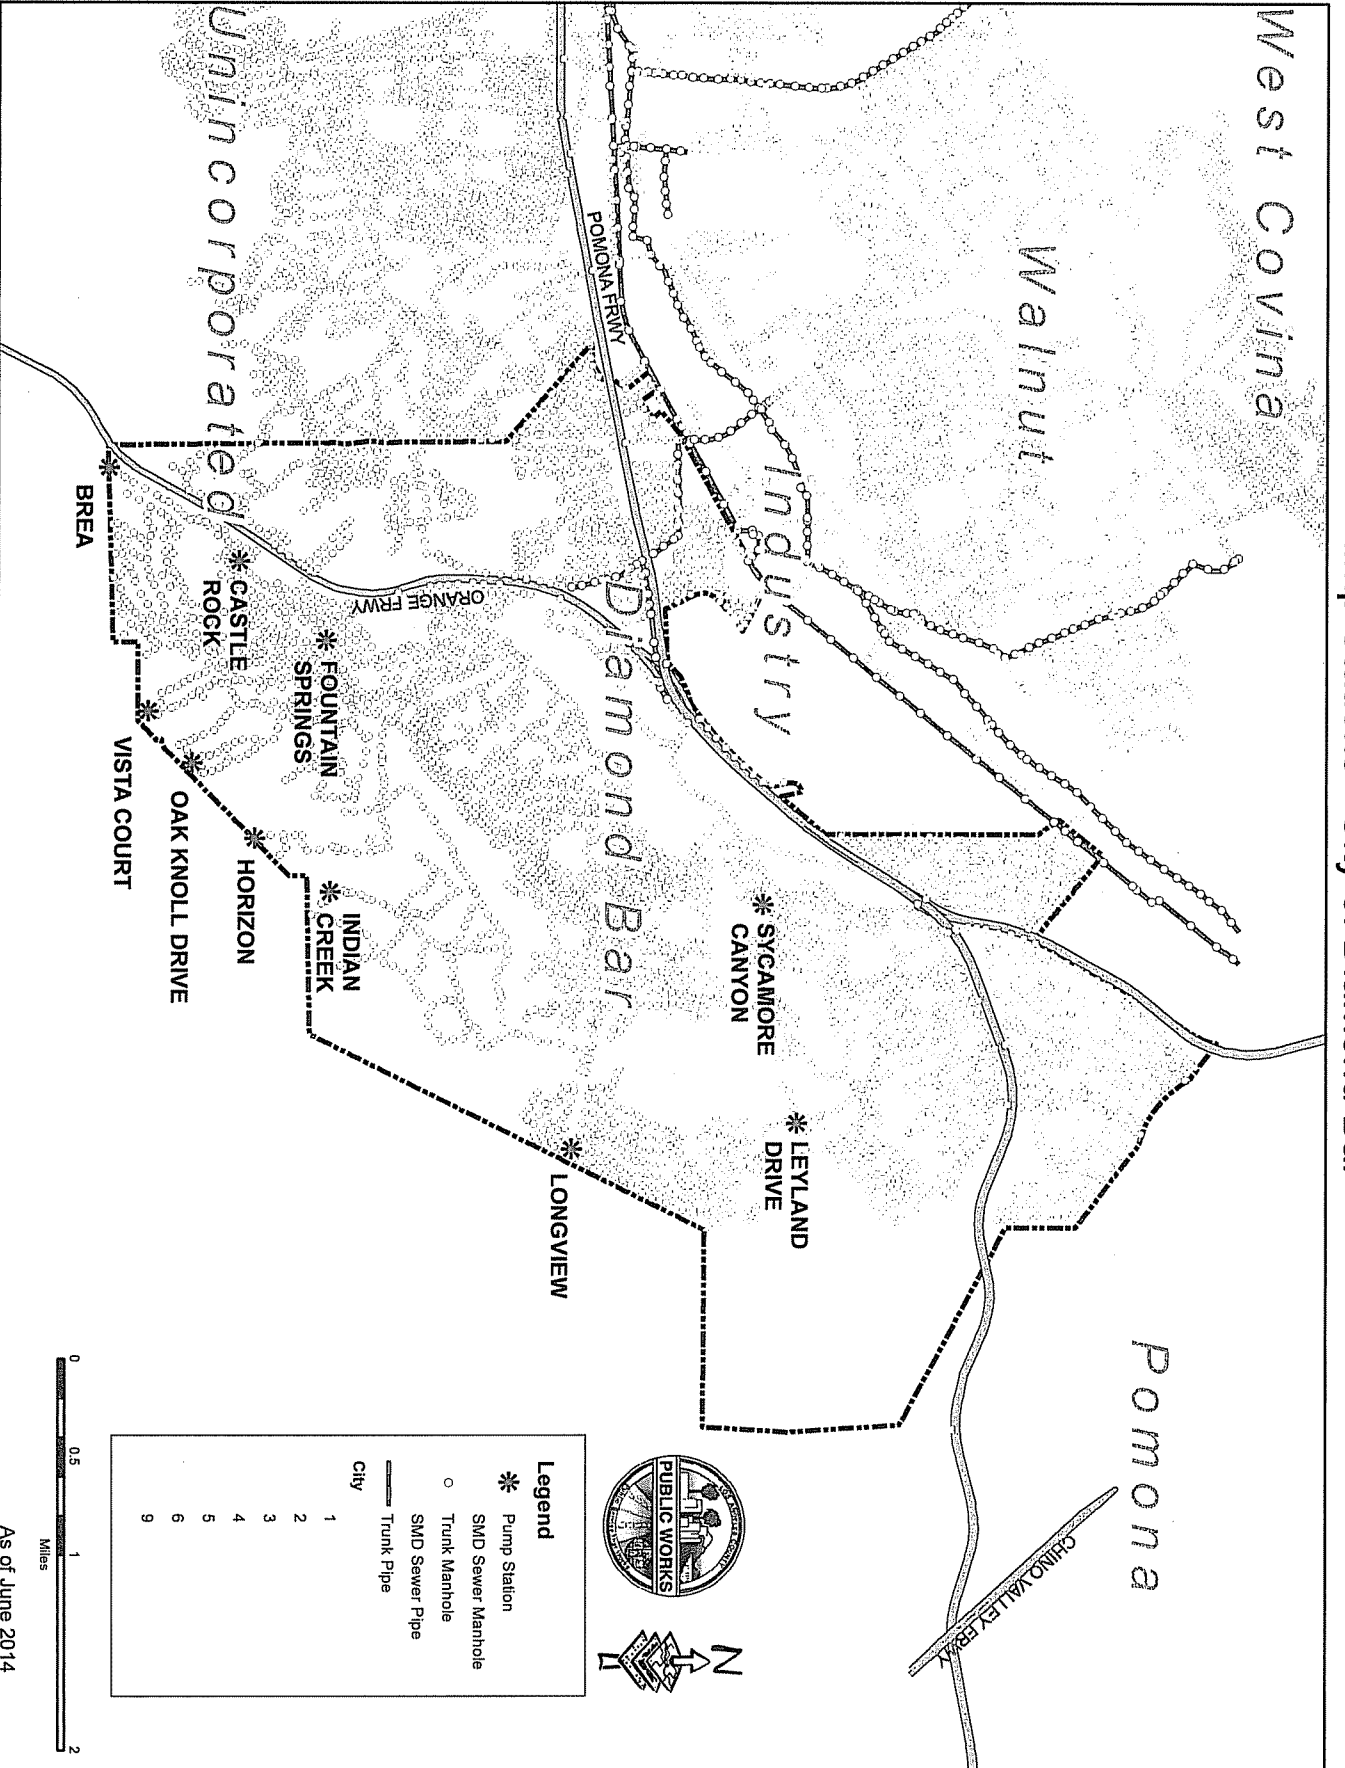 West Covina
Walnut
Industry
Unincorporated
Diamond Bar
Pomona
POMONA FRWY
ORANGE FRWY
CHINO VALLEY FRWY
BREA
CASTLE
ROCK
FOUNTAIN
SPRINGS
VISTA COURT
OAK KNOLL DRIVE
HORIZON
INDIAN
CREEK
SYCAMORE
CANYON
LEYLAND
DRIVE
LONGVIEW
PUBLIC WORKS
N
Legend
Pump Station
SMD Sewer Manhole
Trunk Manhole
SMD Sewer Pipe
Trunk Pipe
City
1
2
3
4
5
6
9
0
0.5
1
2
Miles
As of June 2014